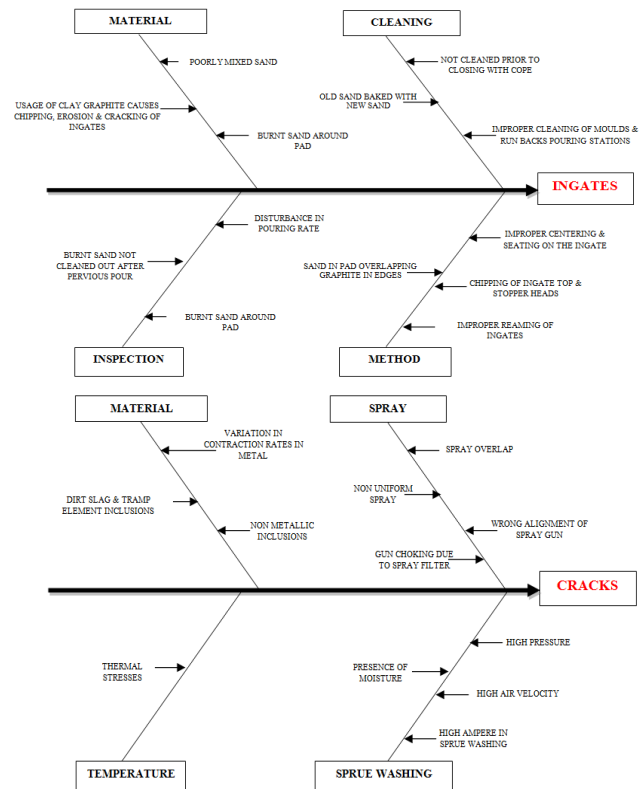 MATERIAL
CLEANING
POORLY MIXED SAND
NOT CLEANED PRIOR TO
CLOSING WITH COPE
USAGE OF CLAY GRAPHITE CAUSES
CHIPPING, EROSION & CRACKING OF
INGATES
OLD SAND BAKED WITH
NEW SAND
BURNT SAND AROUND
PAD
IMPROPER CLEANING OF MOULDS &
RUN BACKS POURING STATIONS
INGATES
DISTURBANCE IN
POURING RATE
IMPROPER CENTERING &
SEATING ON THE INGATE
BURNT SAND NOT
CLEANED OUT AFTER
PERVIOUS POUR
SAND IN PAD OVERLAPPING
GRAPHITE IN EDGES
CHIPPING OF INGATE TOP &
STOPPER HEADS
BURNT SAND AROUND
PAD
IMPROPER REAMING OF
INGATES
INSPECTION
METHOD
MATERIAL
SPRAY
VARIATION IN
CONTRACTION RATES IN
METAL
SPRAY OVERLAP
DIRT SLAG & TRAMP
ELEMENT INCLUSIONS
NON UNIFORM
SPRAY
NON METALLIC
INCLUSIONS
WRONG ALIGNMENT OF
SPRAY GUN
GUN CHOKING DUE
TO SPRAY FILTER
CRACKS
HIGH PRESSURE
THERMAL
STRESSES
PRESENCE OF
MOISTURE
HIGH AIR VELOCITY
HIGH AMPERE IN
SPRUE WASHING
TEMPERATURE
SPRUE WASHING